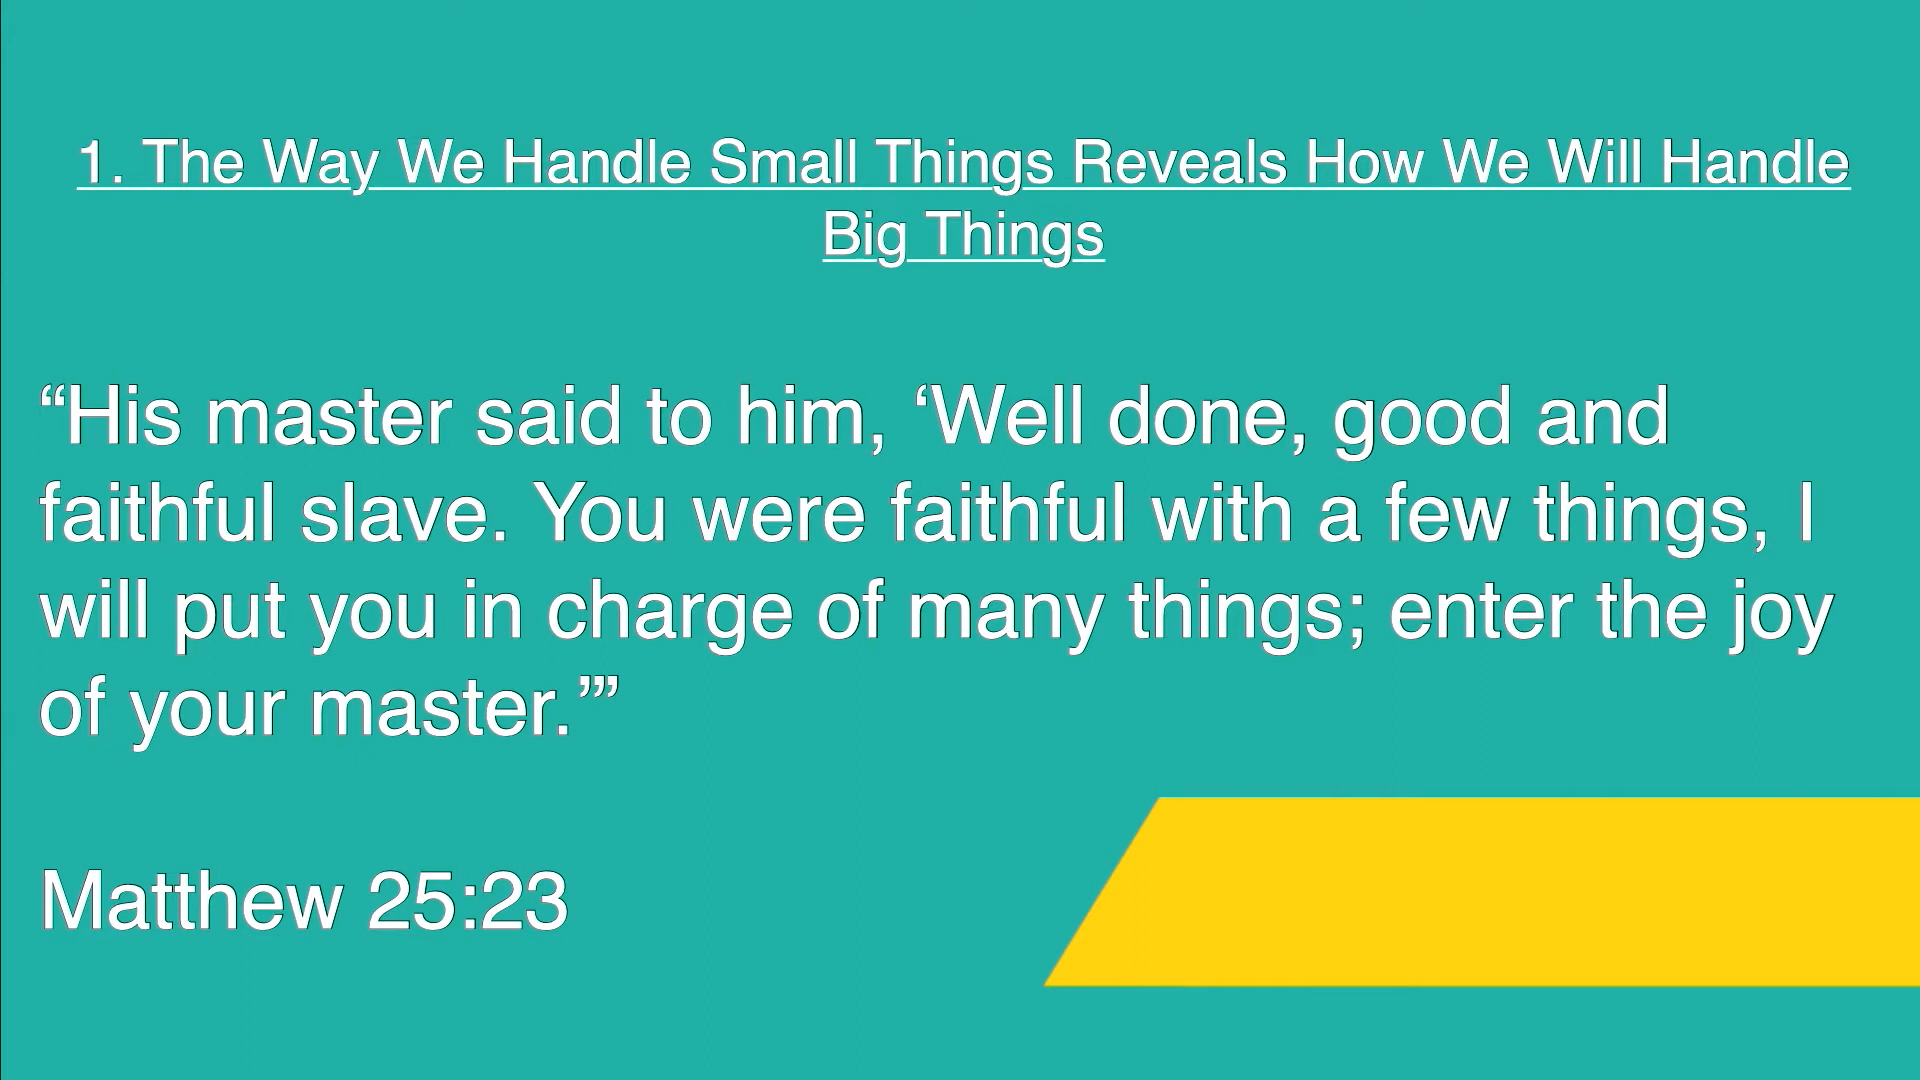 1. The Way We Handle Small Things Reveals How We Will Handle
Big Things
“His master said to him, ‘Well done, good and
faithful slave. You were faithful with a few things, I
will put you in charge of many things; enter the joy
of your master.’”
Matthew 25:23